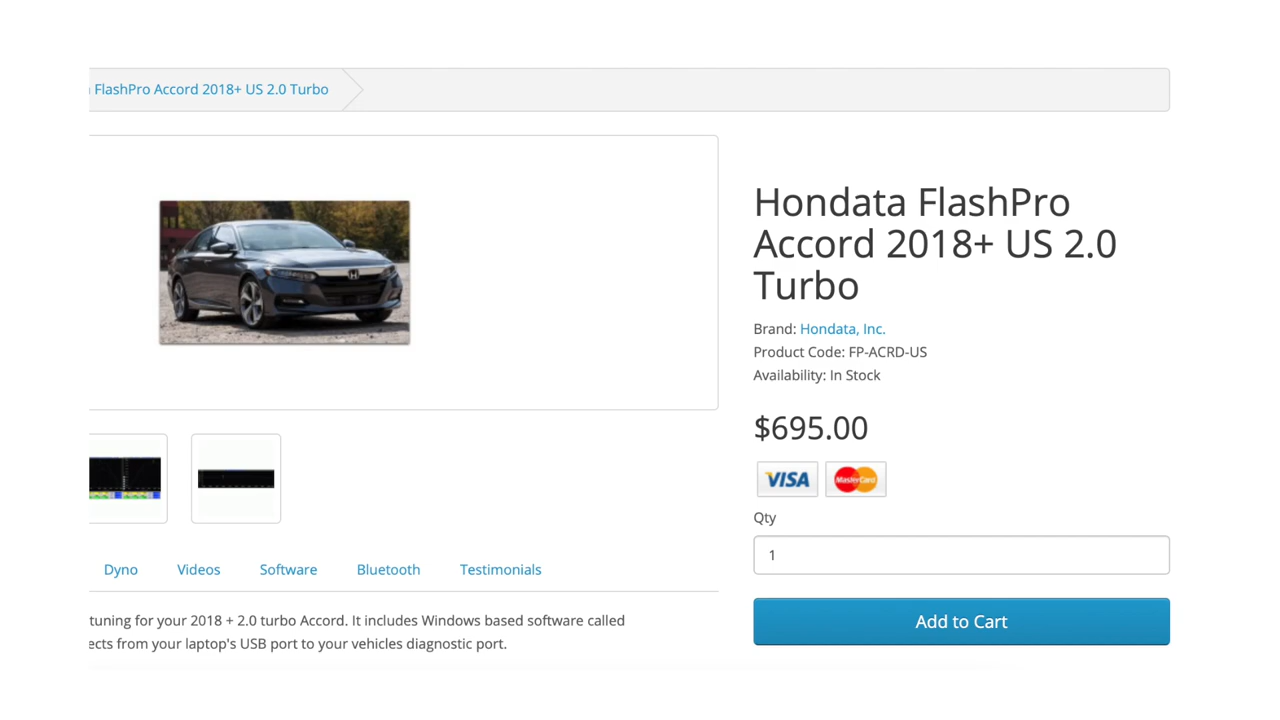 FlashPro Accord 2018+ US 2.0 Turbo
Hondata FlashPro
Accord 2018+ US 2.0
Turbo
Brand: Hondata, Inc.
Product Code: FP-ACRD-US
Availability: In Stock
$695.00
VISA MasterCard
Qty
1
Add to Cart
Dyno Videos Software Bluetooth Testimonials
tuning for your 2018 + 2.0 turbo Accord. It includes Windows based software called
ects from your laptop's USB port to your vehicles diagnostic port.